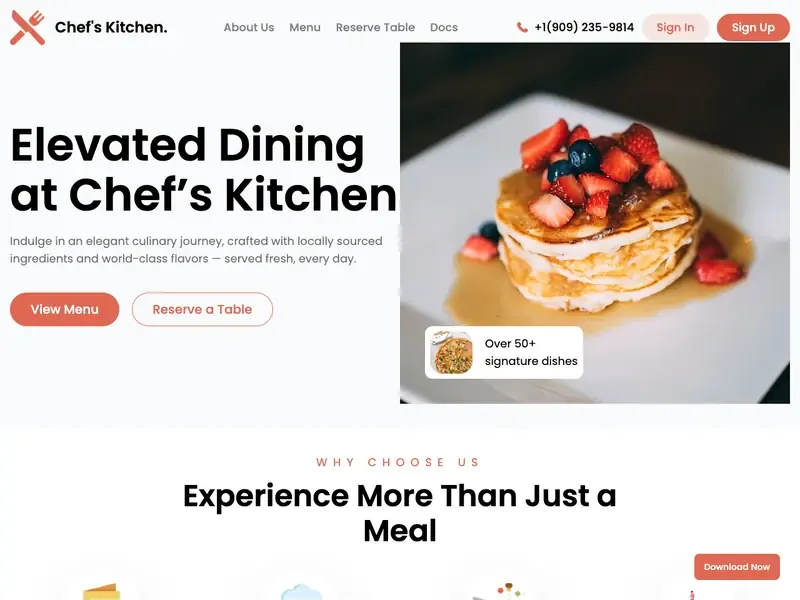 Chef's Kitchen.
About Us
Menu
Reserve Table
Docs
+1(909) 235-9814
Sign In
Sign Up
Elevated Dining
at Chef’s Kitchen
Indulge in an elegant culinary journey, crafted with locally sourced
ingredients and world-class flavors — served fresh, every day.
View Menu
Reserve a Table
Over 50+
signature dishes
WHY CHOOSE US
Experience More Than Just a
Meal
Download Now